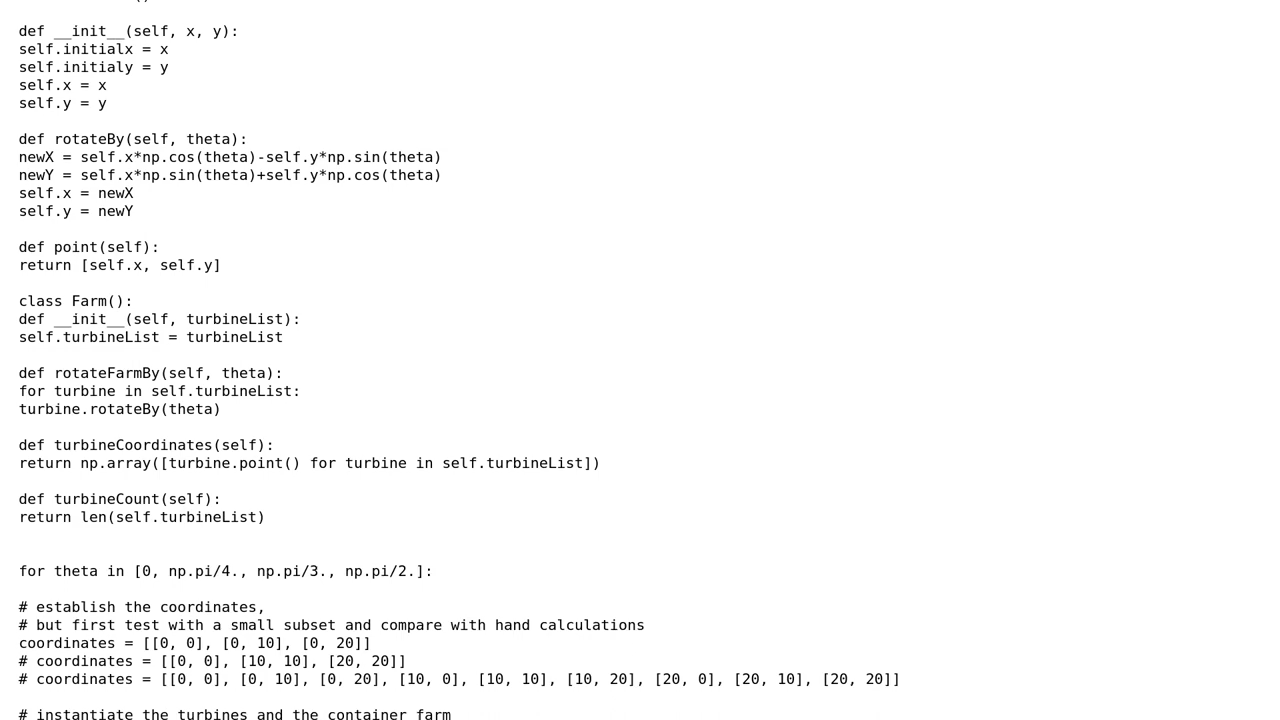 def __init__(self, x, y):
self.initialx = x
self.initialy = y
self.x = x
self.y = y
def rotateBy(self, theta):
newX = self.x*np.cos(theta)-self.y*np.sin(theta)
newY = self.x*np.sin(theta)+self.y*np.cos(theta)
self.x = newX
self.y = newY
def point(self):
return [self.x, self.y]
class Farm():
def __init__(self, turbineList):
self.turbineList = turbineList
def rotateFarmBy(self, theta):
for turbine in self.turbineList:
turbine.rotateBy(theta)
def turbineCoordinates(self):
return np.array([turbine.point() for turbine in self.turbineList])
def turbineCount(self):
return len(self.turbineList)
for theta in [0, np.pi/4., np.pi/3., np.pi/2.]:
# establish the coordinates,
# but first test with a small subset and compare with hand calculations
coordinates = [[0, 0], [0, 10], [0, 20]]
# coordinates = [[0, 0], [10, 10], [20, 20]]
# coordinates = [[0, 0], [0, 10], [0, 20], [10, 0], [10, 10], [10, 20], [20, 0], [20, 10], [20, 20]]
# instantiate the turbines and the container farm